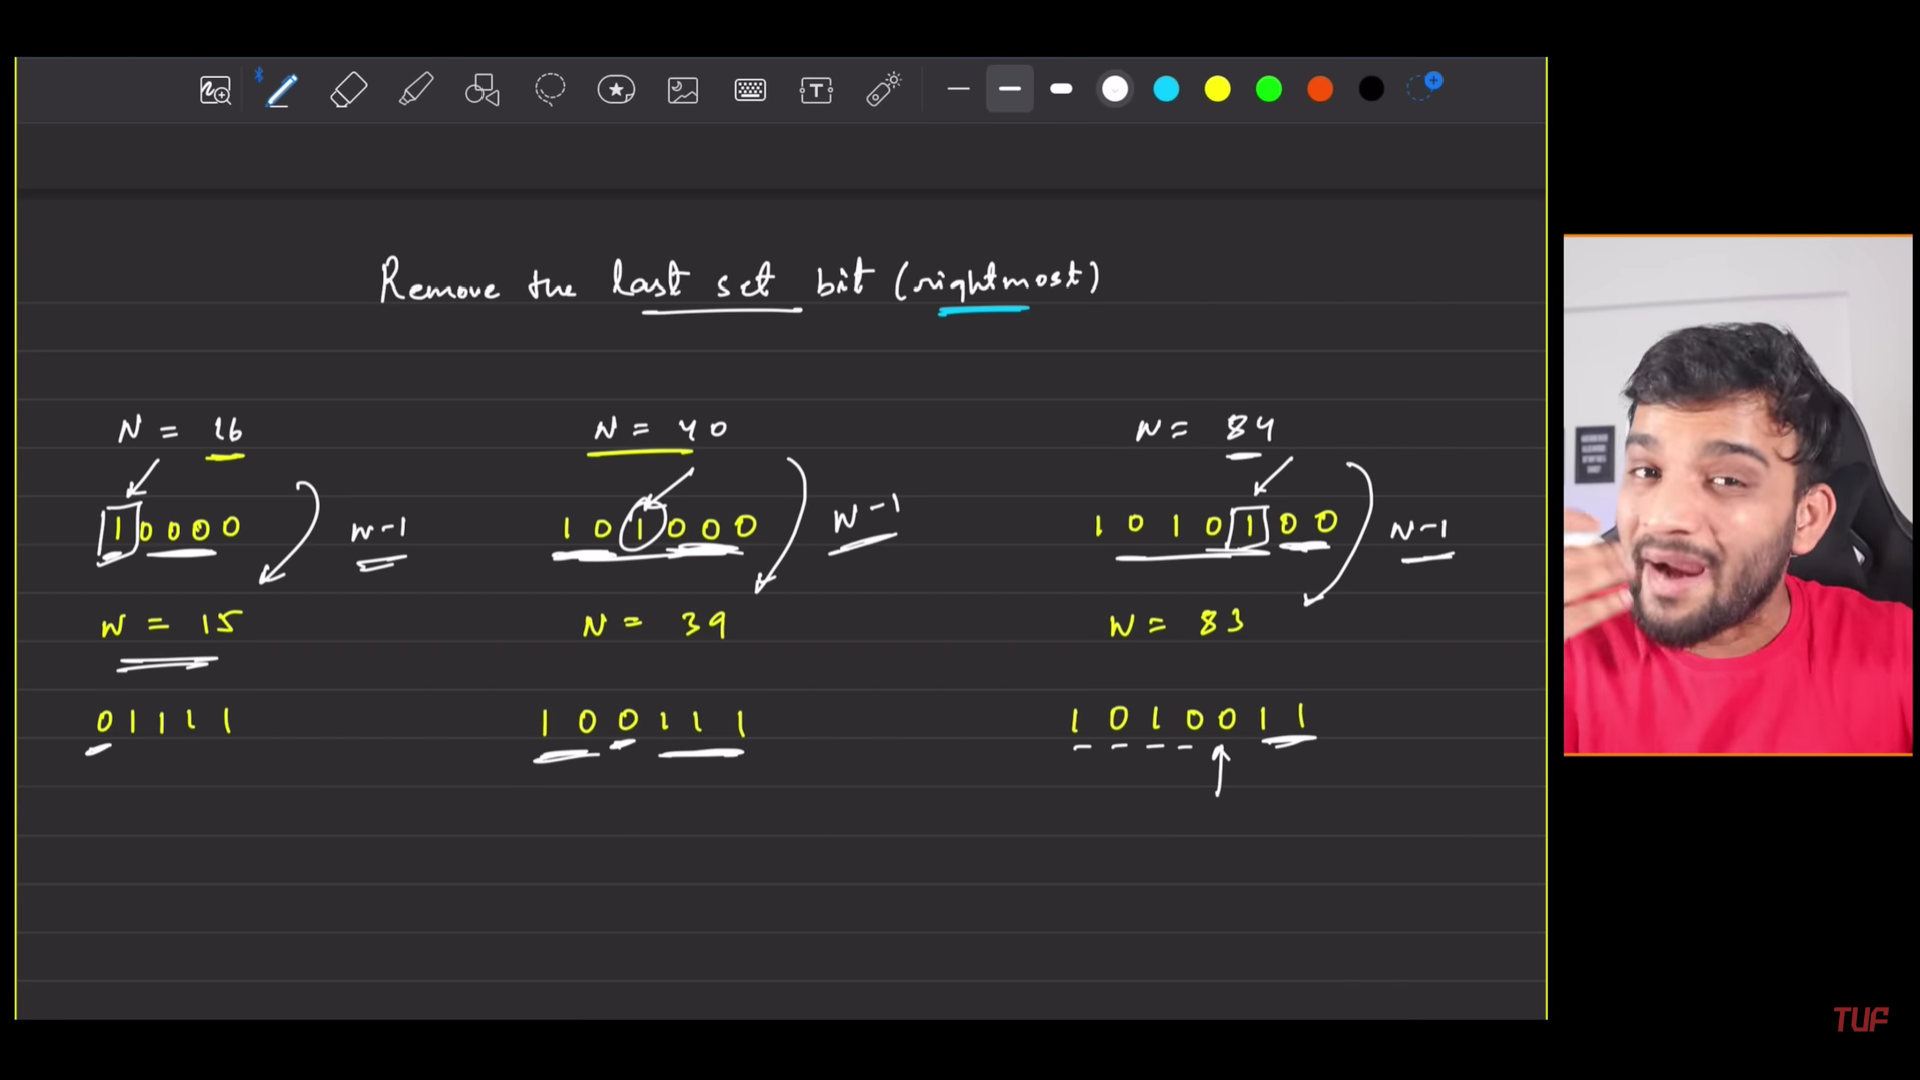 Remove the last set bit (rightmost)
N = 16
N = 40
N = 84
10000
N-1
101000
N-1
1010100
N-1
N = 15
N = 39
N = 83
01111
100111
1010011
TUF